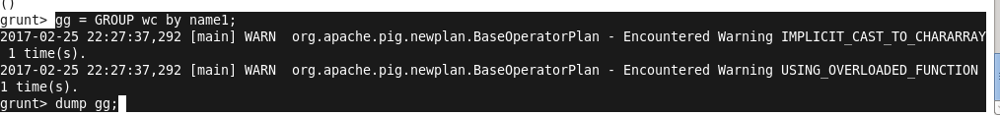 ()
grunt> gg = GROUP wc by name1;
2017-02-25 22:27:37,292 [main] WARN  org.apache.pig.newplan.BaseOperatorPlan - Encountered Warning IMPLICIT_CAST_TO_CHARARRAY
 1 time(s).
2017-02-25 22:27:37,292 [main] WARN  org.apache.pig.newplan.BaseOperatorPlan - Encountered Warning USING_OVERLOADED_FUNCTION
1 time(s).
grunt> dump gg;